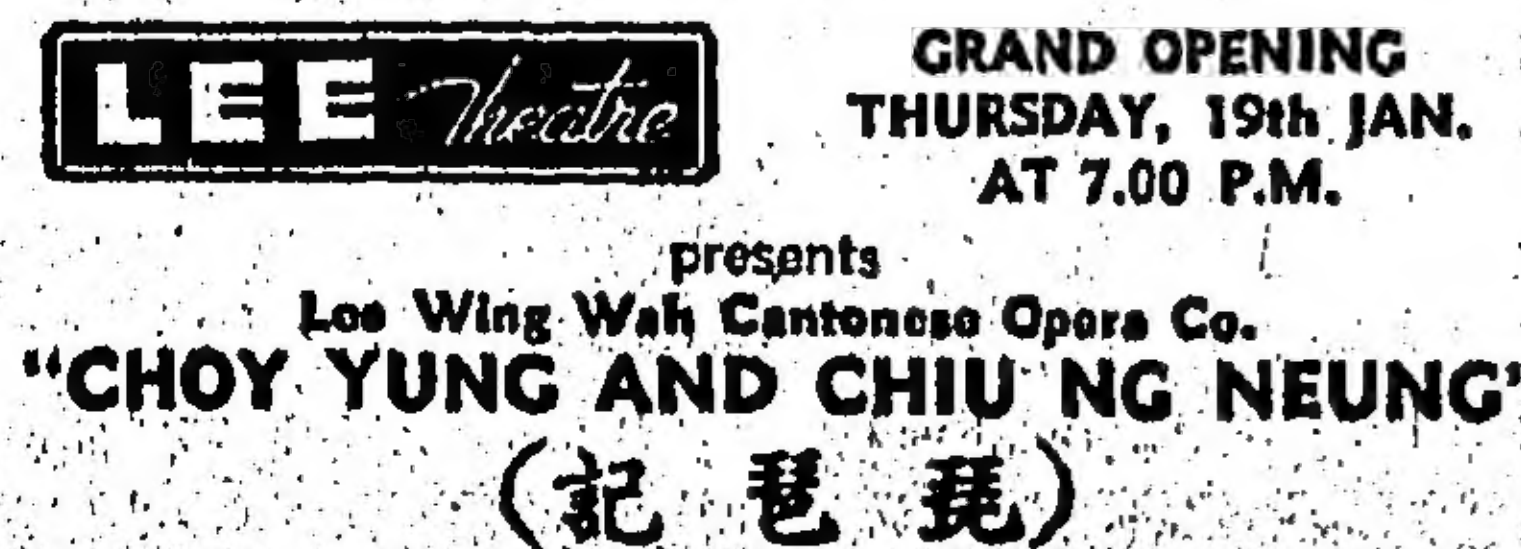 LEE Theatre
GRAND OPENING
THURSDAY, 19th JAN.
AT 7.00 P.M.
presents
Lee Wing Wah Cantonese Opera Co.
"CHOY YUNG AND CHIU NG NEUNG"
(記琶琵)